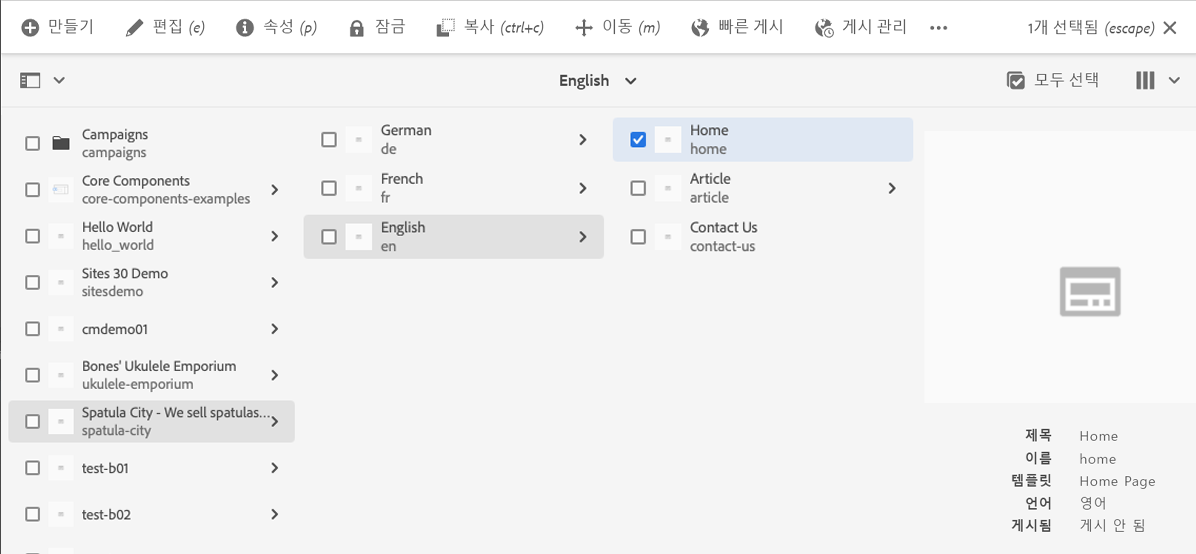 만들기 편집 (e) 속성 (p) 잠금 복사 (ctrl+c) 이동 (m) 빠른 게시 게시 관리 ••• 1개 선택됨 (escape)
English 모두 선택
Campaigns
campaigns
Core Components
core-components-examples
Hello World
hello_world
Sites 30 Demo
sitesdemo
cmdemo01
Bones' Ukulele Emporium
ukulele-emporium
Spatula City - We sell spatulas...
spatula-city
test-b01
test-b02
German
de
French
fr
English
en
Home
home
Article
article
Contact Us
contact-us
제목 Home
이름 home
템플릿 Home Page
언어 영어
게시됨 게시 안 됨